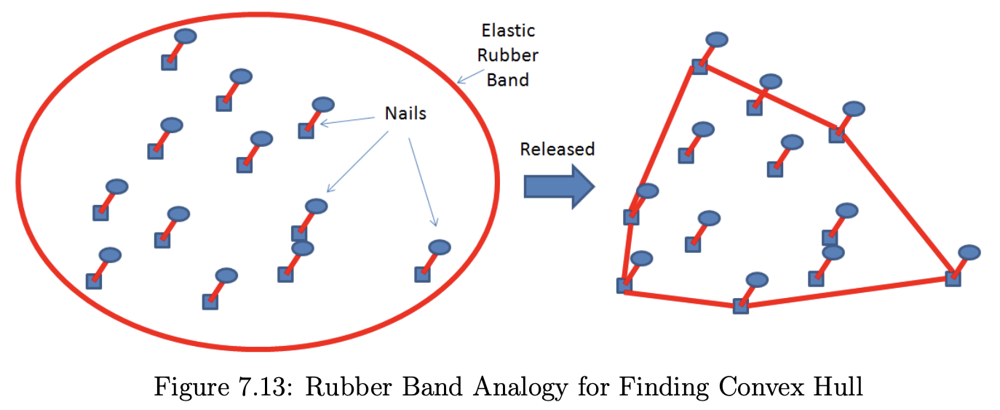 Elastic
Rubber
Band
Nails
Released
Figure 7.13: Rubber Band Analogy for Finding Convex Hull